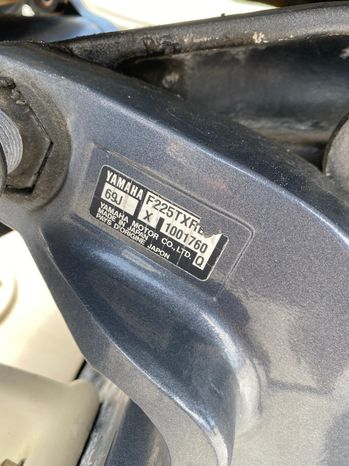 YAMAHA F225TXR
69J X 1001760
YAMAHA MOTOR CO., LTD. Q
MADE IN JAPAN
PAYS D'ORIGINE JAPON